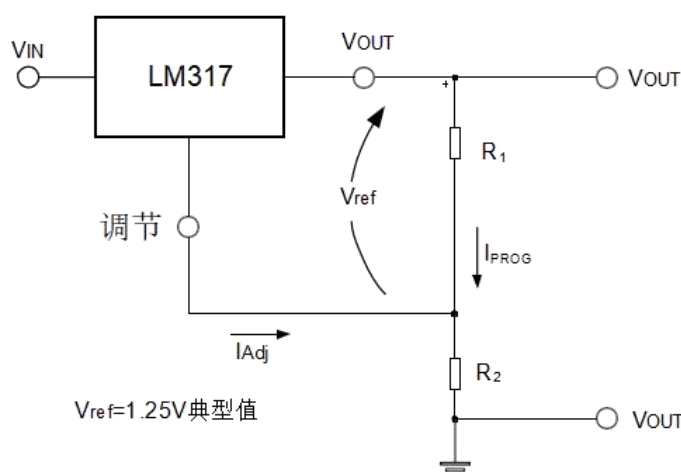 VIN
LM317
VOUT
VOUT
+
R1
Vref
调节
IPROG
IAdj
R2
Vref=1.25V典型值
VOUT